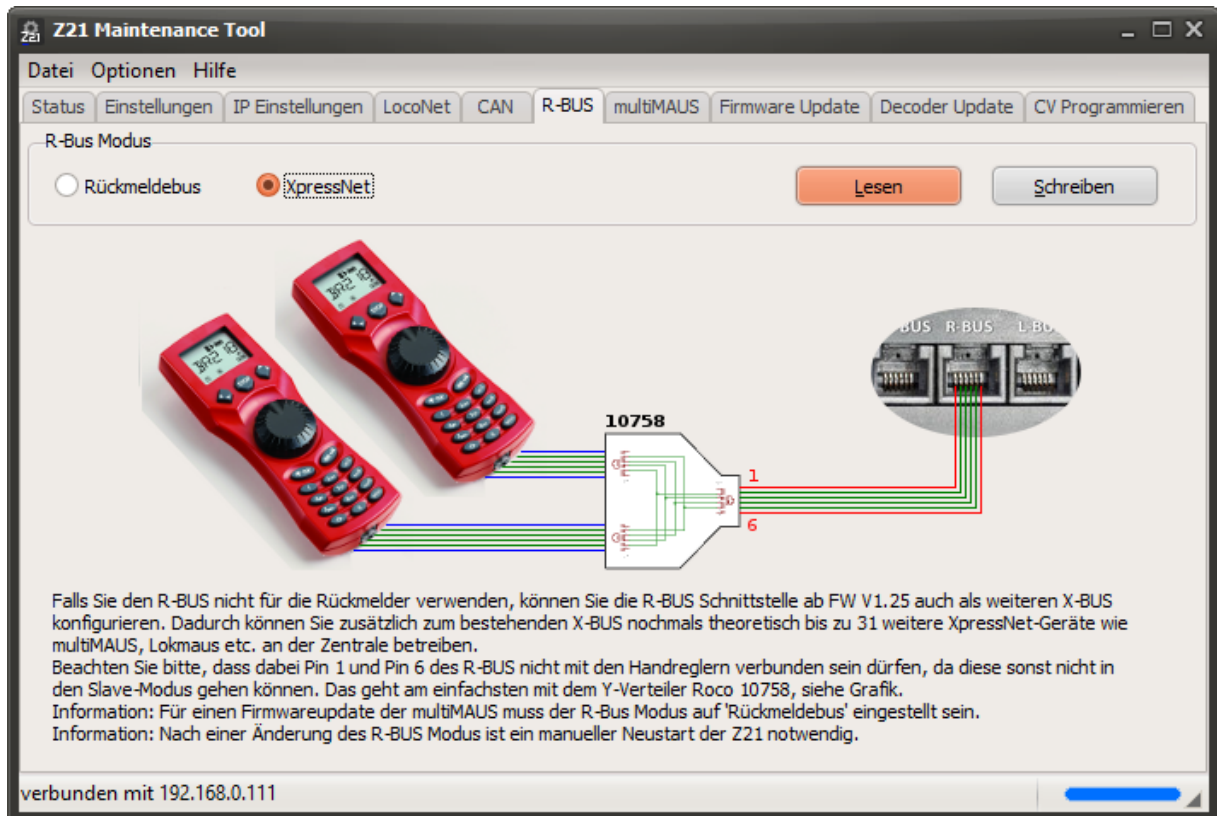 Z21 Maintenance Tool
Datei Optionen Hilfe
Status Einstellungen IP Einstellungen LocoNet CAN R-BUS multiMAUS Firmware Update Decoder Update CV Programmieren
R-Bus Modus
Rückmeldebus XpressNet Lesen Schreiben
BUS R-BUS L-BU
10758
1
6
Falls Sie den R-BUS nicht für die Rückmelder verwenden, können Sie die R-BUS Schnittstelle ab FW V1.25 auch als weiteren X-BUS
konfigurieren. Dadurch können Sie zusätzlich zum bestehenden X-BUS nochmals theoretisch bis zu 31 weitere XpressNet-Geräte wie
multiMAUS, Lokmaus etc. an der Zentrale betreiben.
Beachten Sie bitte, dass dabei Pin 1 und Pin 6 des R-BUS nicht mit den Handreglern verbunden sein dürfen, da diese sonst nicht in
den Slave-Modus gehen können. Das geht am einfachsten mit dem Y-Verteiler Roco 10758, siehe Grafik.
Information: Für einen Firmwareupdate der multiMAUS muss der R-Bus Modus auf 'Rückmeldebus' eingestellt sein.
Information: Nach einer Änderung des R-BUS Modus ist ein manueller Neustart der Z21 notwendig.
verbunden mit 192.168.0.111